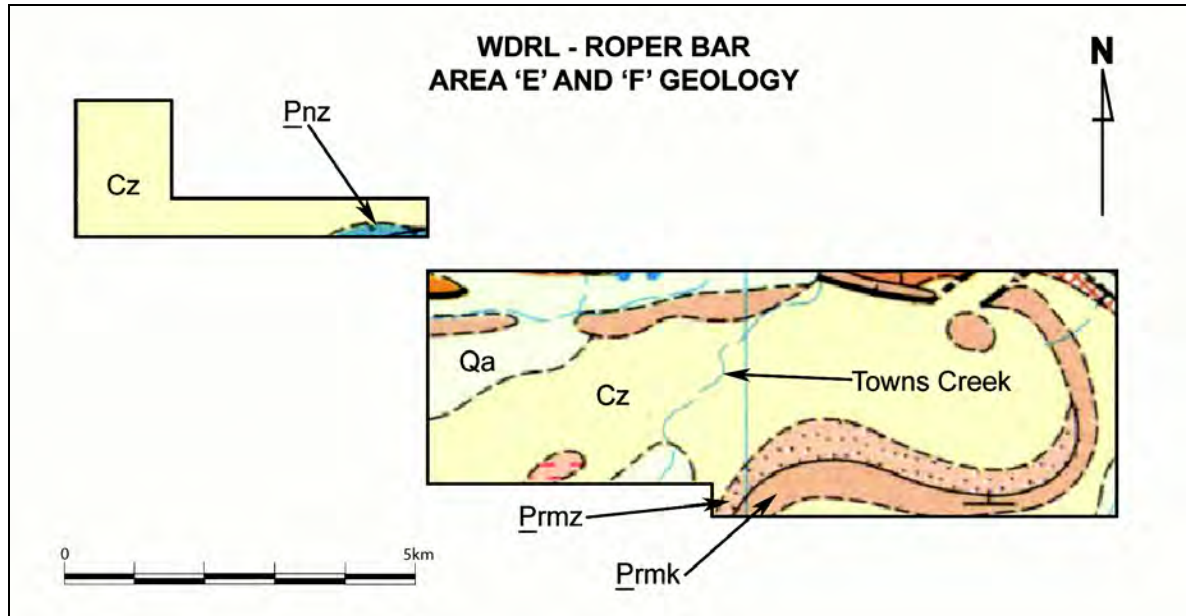 WDRL - ROPER BAR
AREA ‘E’ AND ‘F’ GEOLOGY
N
Pnz
Cz
Qa
Cz
Towns Creek
Prmz
Prmk
0 5km